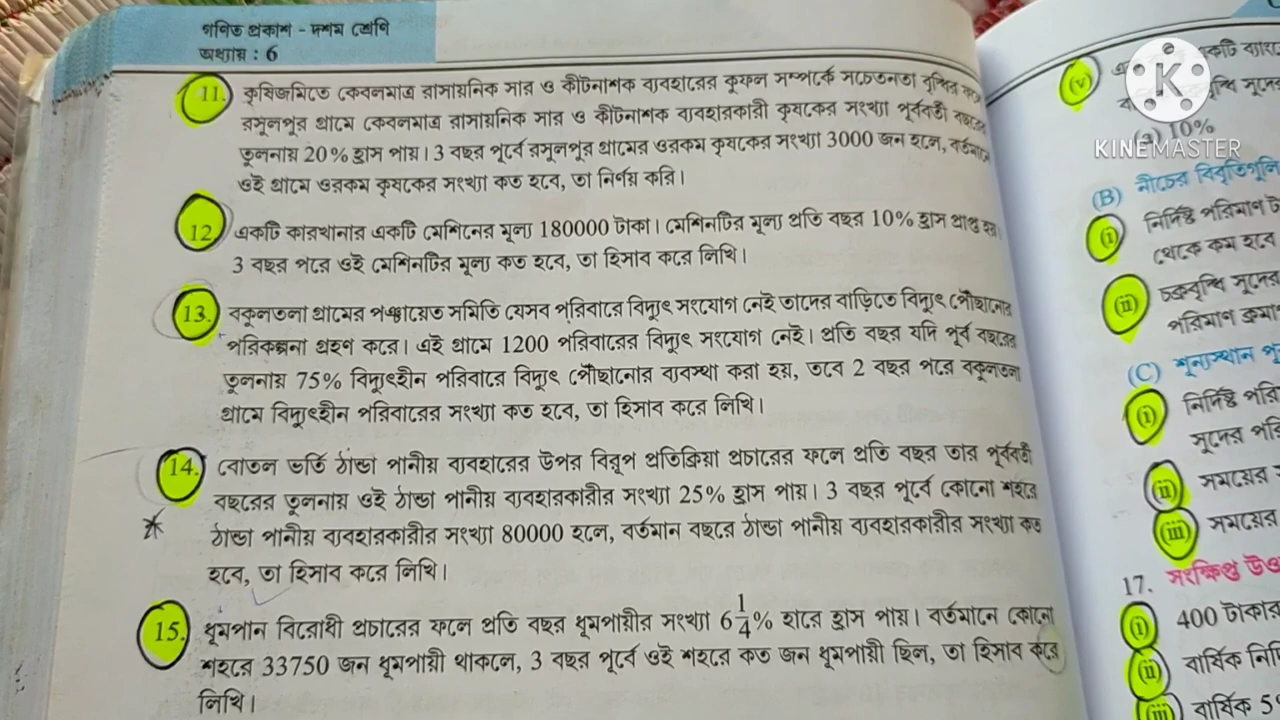 গণিত প্রকাশ - দশম শ্রেণি
অধ্যায় : 6
11. কৃষিজমিতে কেবলমাত্র রাসায়নিক সার ও কীটনাশক ব্যবহারের কুফল সম্পর্কে সচেতনতা বৃদ্ধির ফলে
রসুলপুর গ্রামে কেবলমাত্র রাসায়নিক সার ও কীটনাশক ব্যবহারকারী কৃষকের সংখ্যা পূর্ববর্তী বছরের
তুলনায় 20% হ্রাস পায়। 3 বছর পূর্বে রসুলপুর গ্রামের ওরকম কৃষকের সংখ্যা 3000 জন হলে, বর্তমানে
ওই গ্রামে ওরকম কৃষকের সংখ্যা কত হবে, তা নির্ণয় করি।
12. একটি কারখানার একটি মেশিনের মূল্য 180000 টাকা। মেশিনটির মূল্য প্রতি বছর 10% হ্রাস প্রাপ্ত হয়।
3 বছর পরে ওই মেশিনটির মূল্য কত হবে, তা হিসাব করে লিখি।
13. বকুলতলা গ্রামের পঞ্চায়েত সমিতি যেসব পরিবারে বিদ্যুৎ সংযোগ নেই তাদের বাড়িতে বিদ্যুৎ পৌঁছানোর
পরিকল্পনা গ্রহণ করে। এই গ্রামে 1200 পরিবারের বিদ্যুৎ সংযোগ নেই। প্রতি বছর যদি পূর্ব বছরের
তুলনায় 75% বিদ্যুৎহীন পরিবারে বিদ্যুৎ পৌঁছানোর ব্যবস্থা করা হয়, তবে 2 বছর পরে বকুলতলা
গ্রামে বিদ্যুৎহীন পরিবারের সংখ্যা কত হবে, তা হিসাব করে লিখি।
14. বোতল ভর্তি ঠান্ডা পানীয় ব্যবহারের উপর বিরূপ প্রতিক্রিয়া প্রচারের ফলে প্রতি বছর তার পূর্ববর্তী
বছরের তুলনায় ওই ঠান্ডা পানীয় ব্যবহারকারীর সংখ্যা 25% হ্রাস পায়। 3 বছর পূর্বে কোনো শহরে
ঠান্ডা পানীয় ব্যবহারকারীর সংখ্যা 80000 হলে, বর্তমান বছরে ঠান্ডা পানীয় ব্যবহারকারীর সংখ্যা কত
হবে, তা হিসাব করে লিখি।
15. ধূমপান বিরোধী প্রচারের ফলে প্রতি বছর ধূমপায়ীর সংখ্যা 6¼% হারে হ্রাস পায়। বর্তমানে কোনো
শহরে 33750 জন ধূমপায়ী থাকলে, 3 বছর পূর্বে ওই শহরে কত জন ধূমপায়ী ছিল, তা হিসাব করে
লিখি।
(v)
(a) 10%
K
KINEMASTER
(B) নীচের বিবৃতিগুলি
(i) নির্দিষ্ট পরিমাণ
থেকে কম হবে
(ii) চক্রবৃদ্ধি সুদের
পরিমাণ
(C) শূন্যস্থান
(i) নির্দিষ্ট
সুদের
(ii) সময়ের
(iii) সময়ের
17. সংক্ষিপ্ত
(i) 400 টাকার
(ii) বার্ষিক
(iii) বার্ষিক